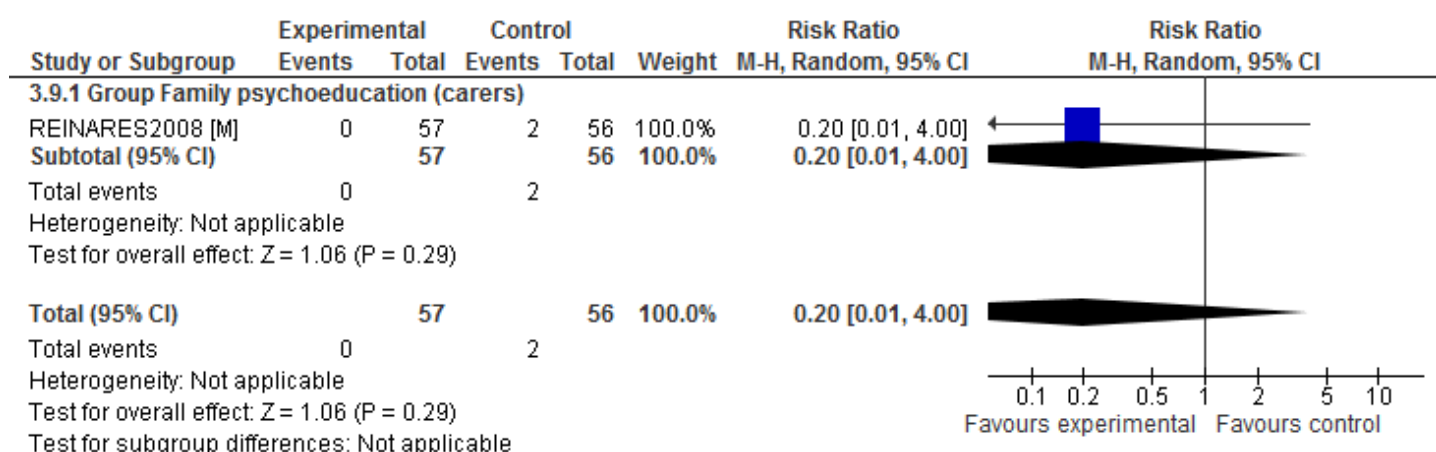 Experimental Control Risk Ratio Risk Ratio
Study or Subgroup Events Total Events Total Weight M-H, Random, 95% CI M-H, Random, 95% CI
3.9.1 Group Family psychoeducation (carers)
REINARES2008 [M] 0 57 2 56 100.0% 0.20 [0.01, 4.00]
Subtotal (95% CI) 57 56 100.0% 0.20 [0.01, 4.00]
Total events 0 2
Heterogeneity: Not applicable
Test for overall effect: Z = 1.06 (P = 0.29)
Total (95% CI) 57 56 100.0% 0.20 [0.01, 4.00]
Total events 0 2
Heterogeneity: Not applicable
Test for overall effect: Z = 1.06 (P = 0.29)
Test for subgroup differences: Not applicable
0.1 0.2 0.5 1 2 5 10
Favours experimental Favours control